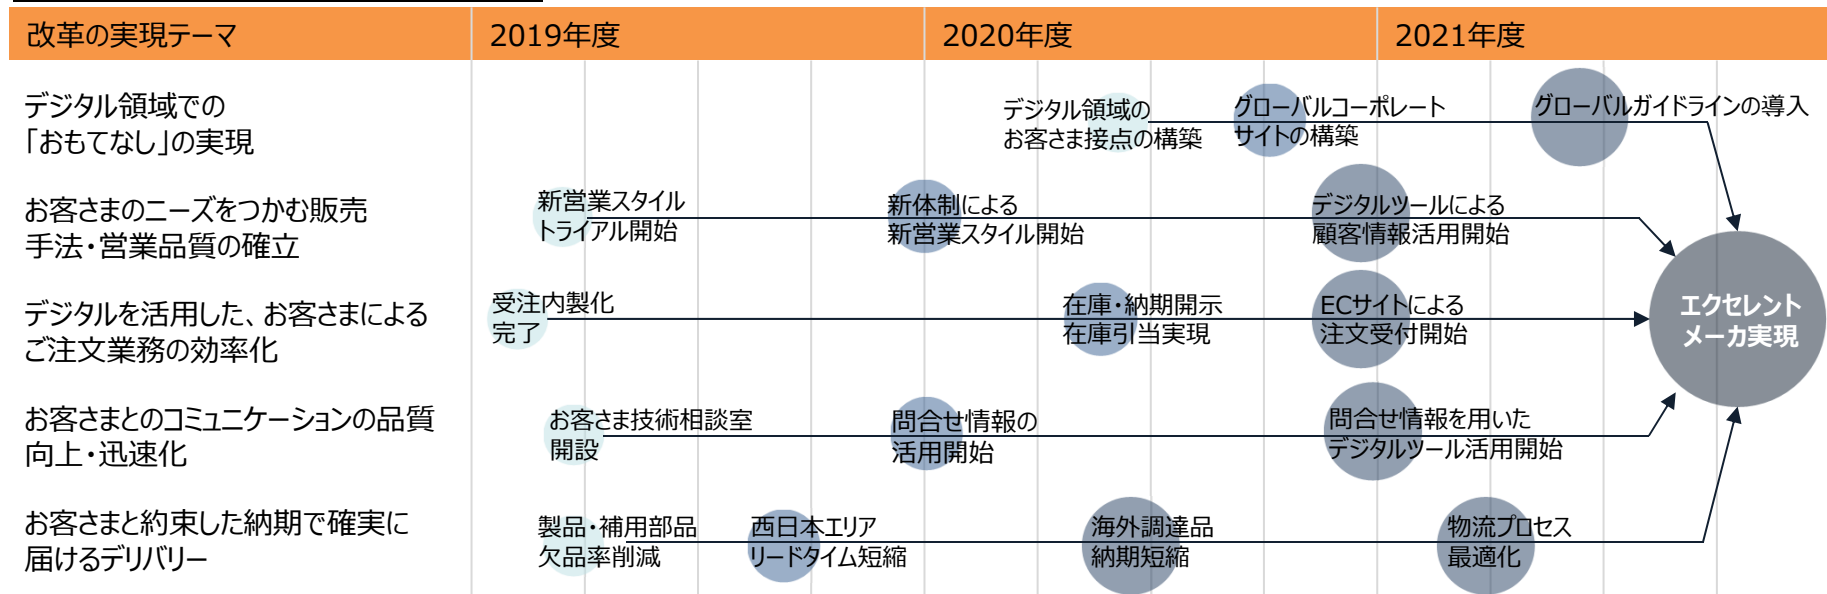 改革の実現テーマ
2019年度
2020年度
2021年度
デジタル領域での
「おもてなし」の実現
デジタル領域の
お客さま接点の構築
グローバルコーポレート
サイトの構築
グローバルガイドラインの導入
お客さまのニーズをつかむ販売
手法・営業品質の確立
新営業スタイル
トライアル開始
新体制による
新営業スタイル開始
デジタルツールによる
顧客情報活用開始
デジタルを活用した、お客さまによる
ご注文業務の効率化
受注内製化
完了
在庫・納期開示
在庫引当実現
ECサイトによる
注文受付開始
エクセレント
メーカ実現
お客さまとのコミュニケーションの品質
向上・迅速化
お客さま技術相談室
開設
問合せ情報の
活用開始
問合せ情報を用いた
デジタルツール活用開始
お客さまと約束した納期で確実に
届けるデリバリー
製品・補用部品
欠品率削減
西日本エリア
リードタイム短縮
海外調達品
納期短縮
物流プロセス
最適化